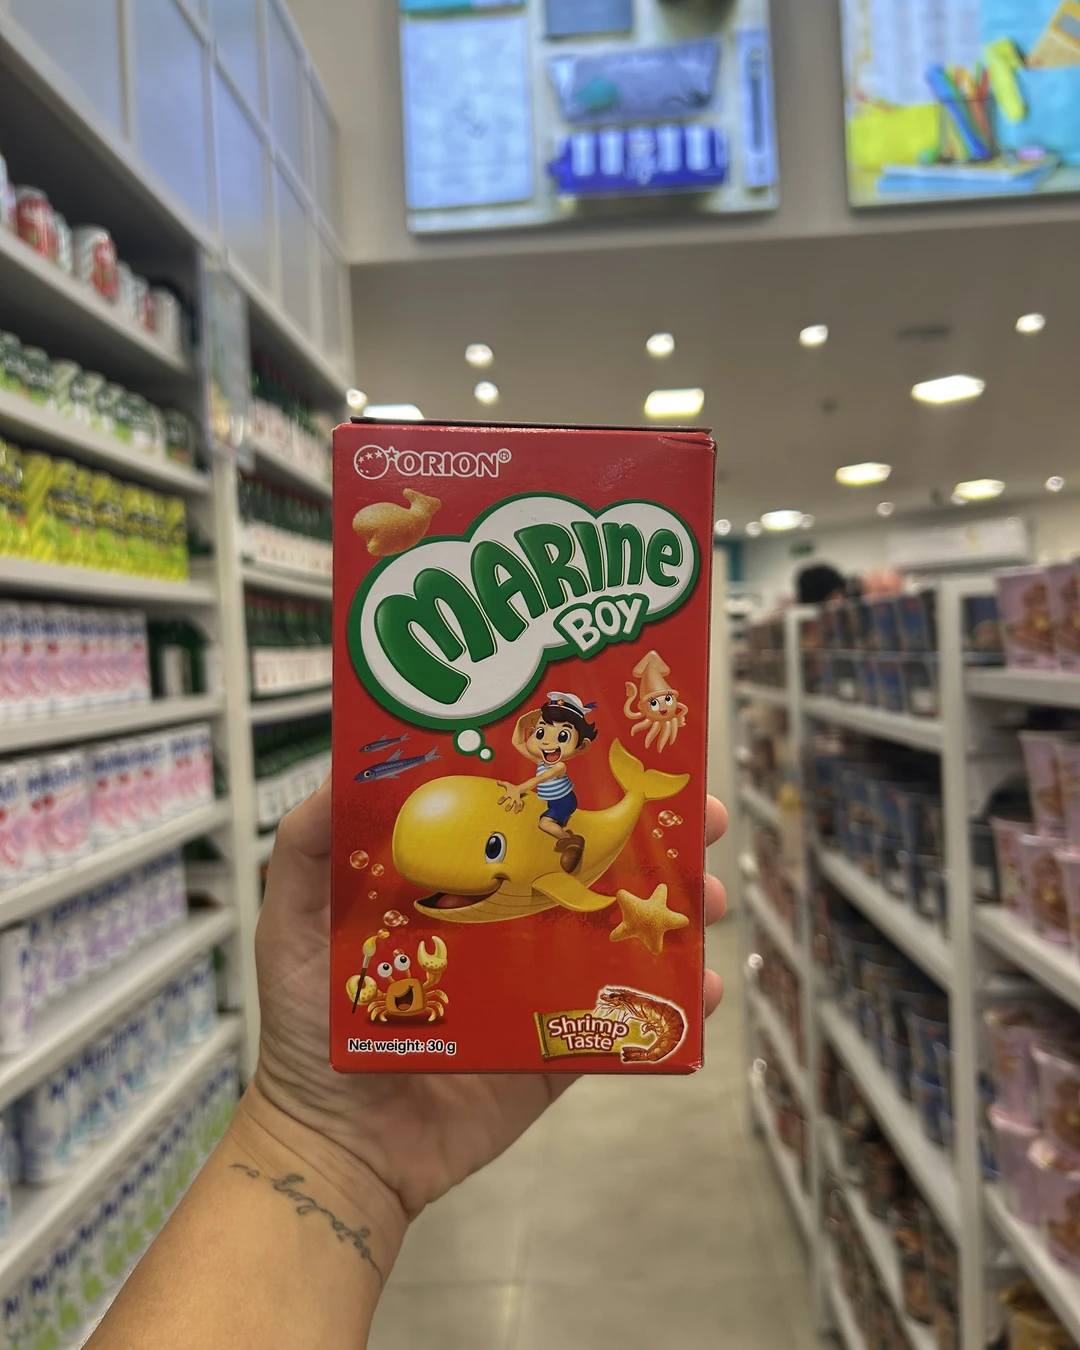 ORION®
MARINE
BOY
Net weight: 30 g
Shrimp
Taste